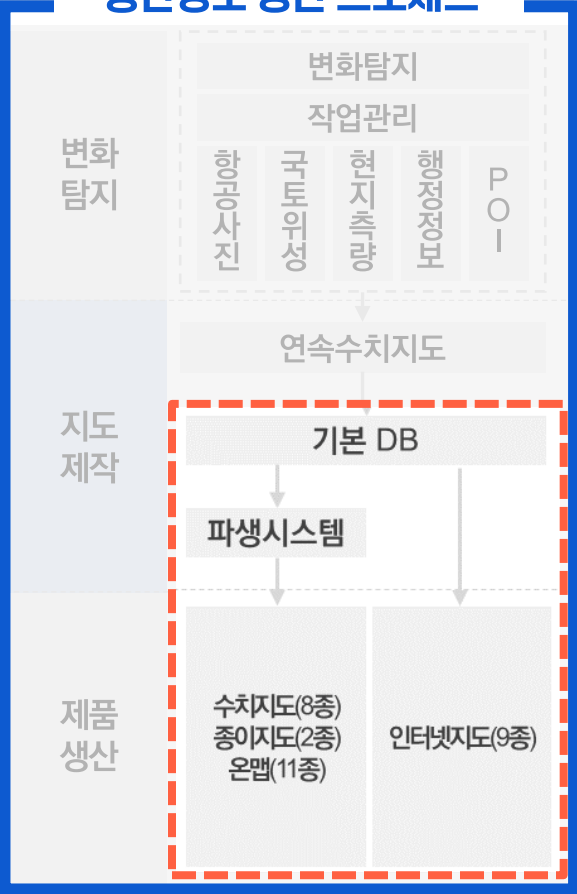 변화
탐지
변화탐지
작업관리
항공사진
국토위성
현지측량
행정정보
POI
지도
제작
연속수치지도
기본 DB
파생시스템
제품
생산
수치지도(8종)
종이지도(2종)
온맵(11종)
인터넷지도(9종)